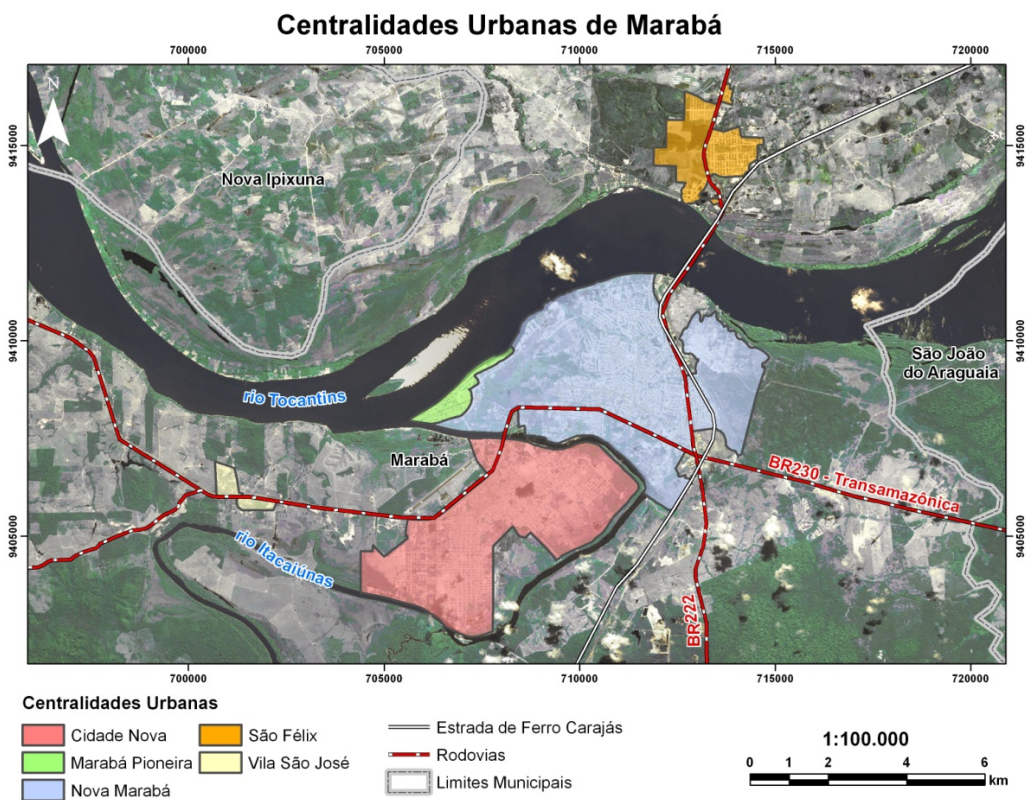 Centralidades Urbanas de Marabá
700000 705000 710000 715000 720000
N
9415000 9415000
Nova Ipixuna
9410000 9410000
São João
do Araguaia
rio Tocantins
Marabá
BR230 - Transamazônica
9405000 9405000
rio Itacaiúnas
BR222
700000 705000 710000 715000 720000
Centralidades Urbanas
Cidade Nova
Marabá Pioneira
Nova Marabá
São Félix
Vila São José
Estrada de Ferro Carajás
Rodovias
Limites Municipais
1:100.000
0 1 2 4 6
km